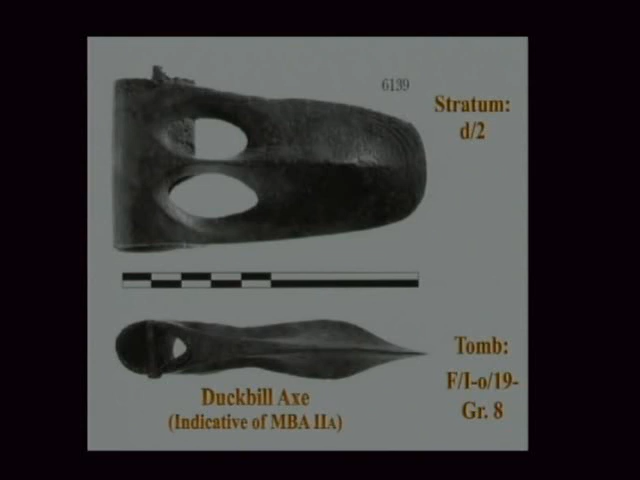 6139
Stratum:
d/2
Tomb:
F/I-o/19-
Gr. 8
Duckbill Axe
(Indicative of MBA IIA)